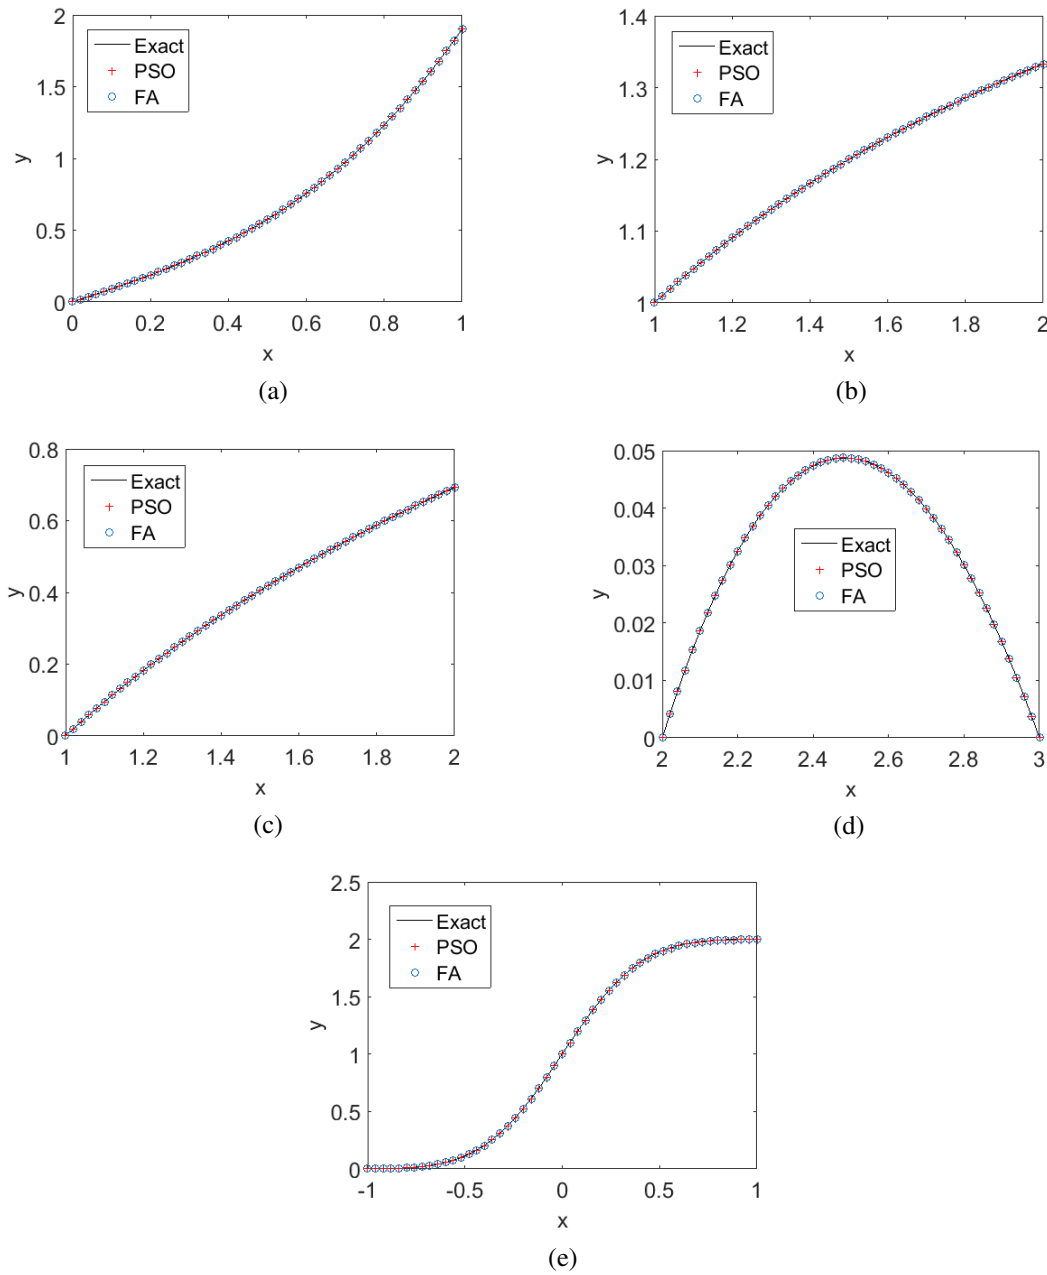 2
1.5
1
0.5
0
y
Exact
PSO
FA
0 0.2 0.4 0.6 0.8 1
x
(a)
1.4
1.3
1.2
1.1
1
y
Exact
PSO
FA
1 1.2 1.4 1.6 1.8 2
x
(b)
0.8
0.6
0.4
0.2
0
y
Exact
PSO
FA
1 1.2 1.4 1.6 1.8 2
x
(c)
0.05
0.04
0.03
0.02
0.01
0
y
Exact
PSO
FA
2 2.2 2.4 2.6 2.8 3
x
(d)
2.5
2
1.5
1
0.5
0
y
Exact
PSO
FA
-1 -0.5 0 0.5 1
x
(e)